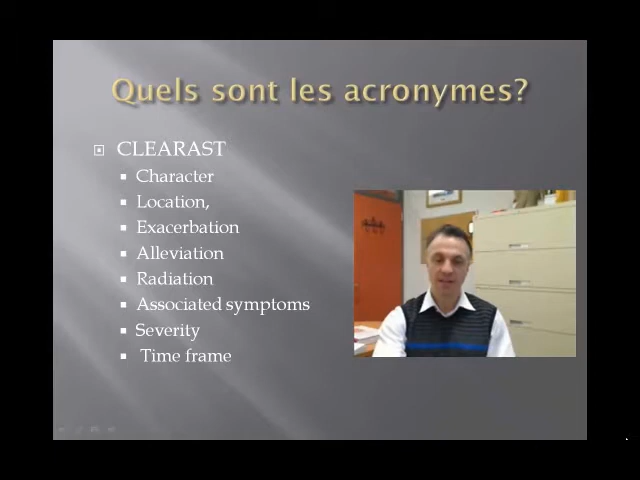 Quels sont les acronymes?
CLEARAST
Character
Location,
Exacerbation
Alleviation
Radiation
Associated symptoms
Severity
Time frame